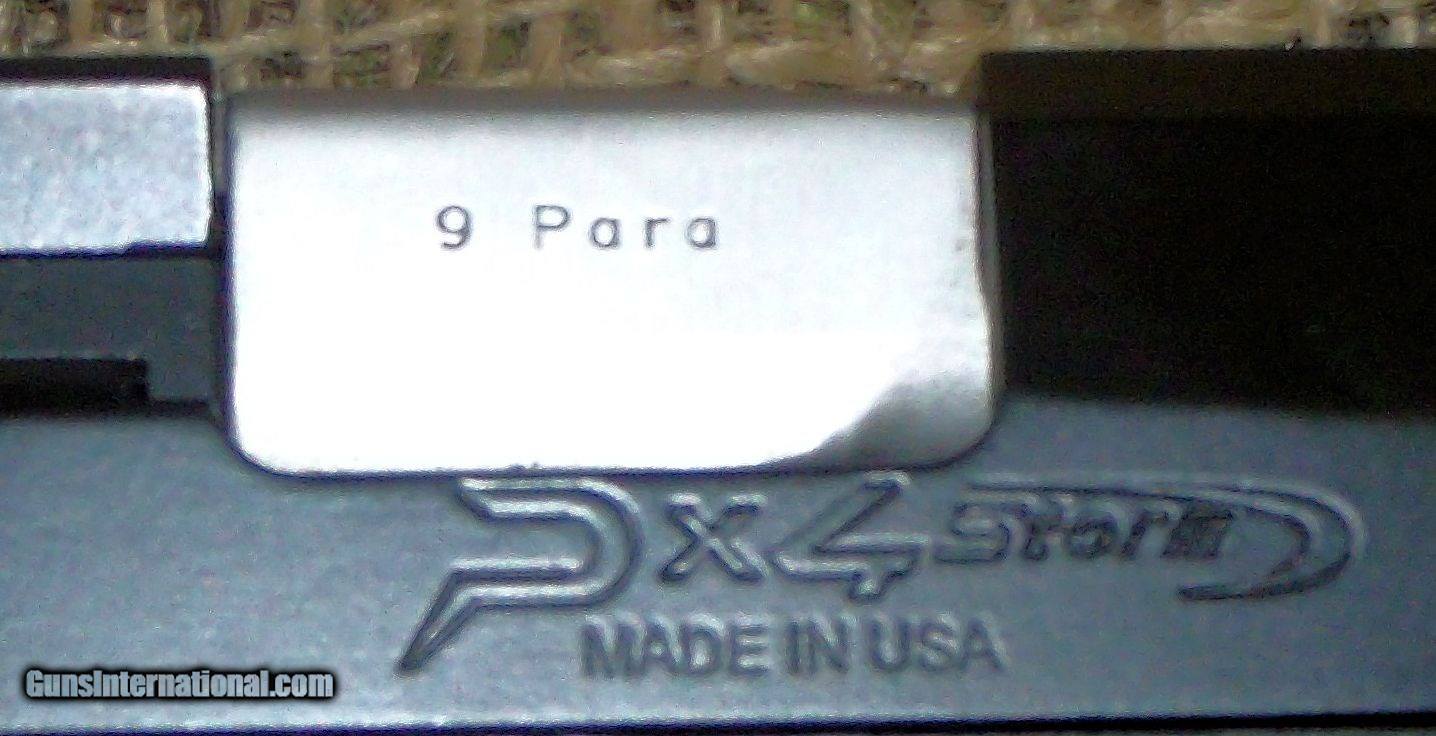 9 Para
Px4 Storm
MADE IN USA
GunsInternational.com